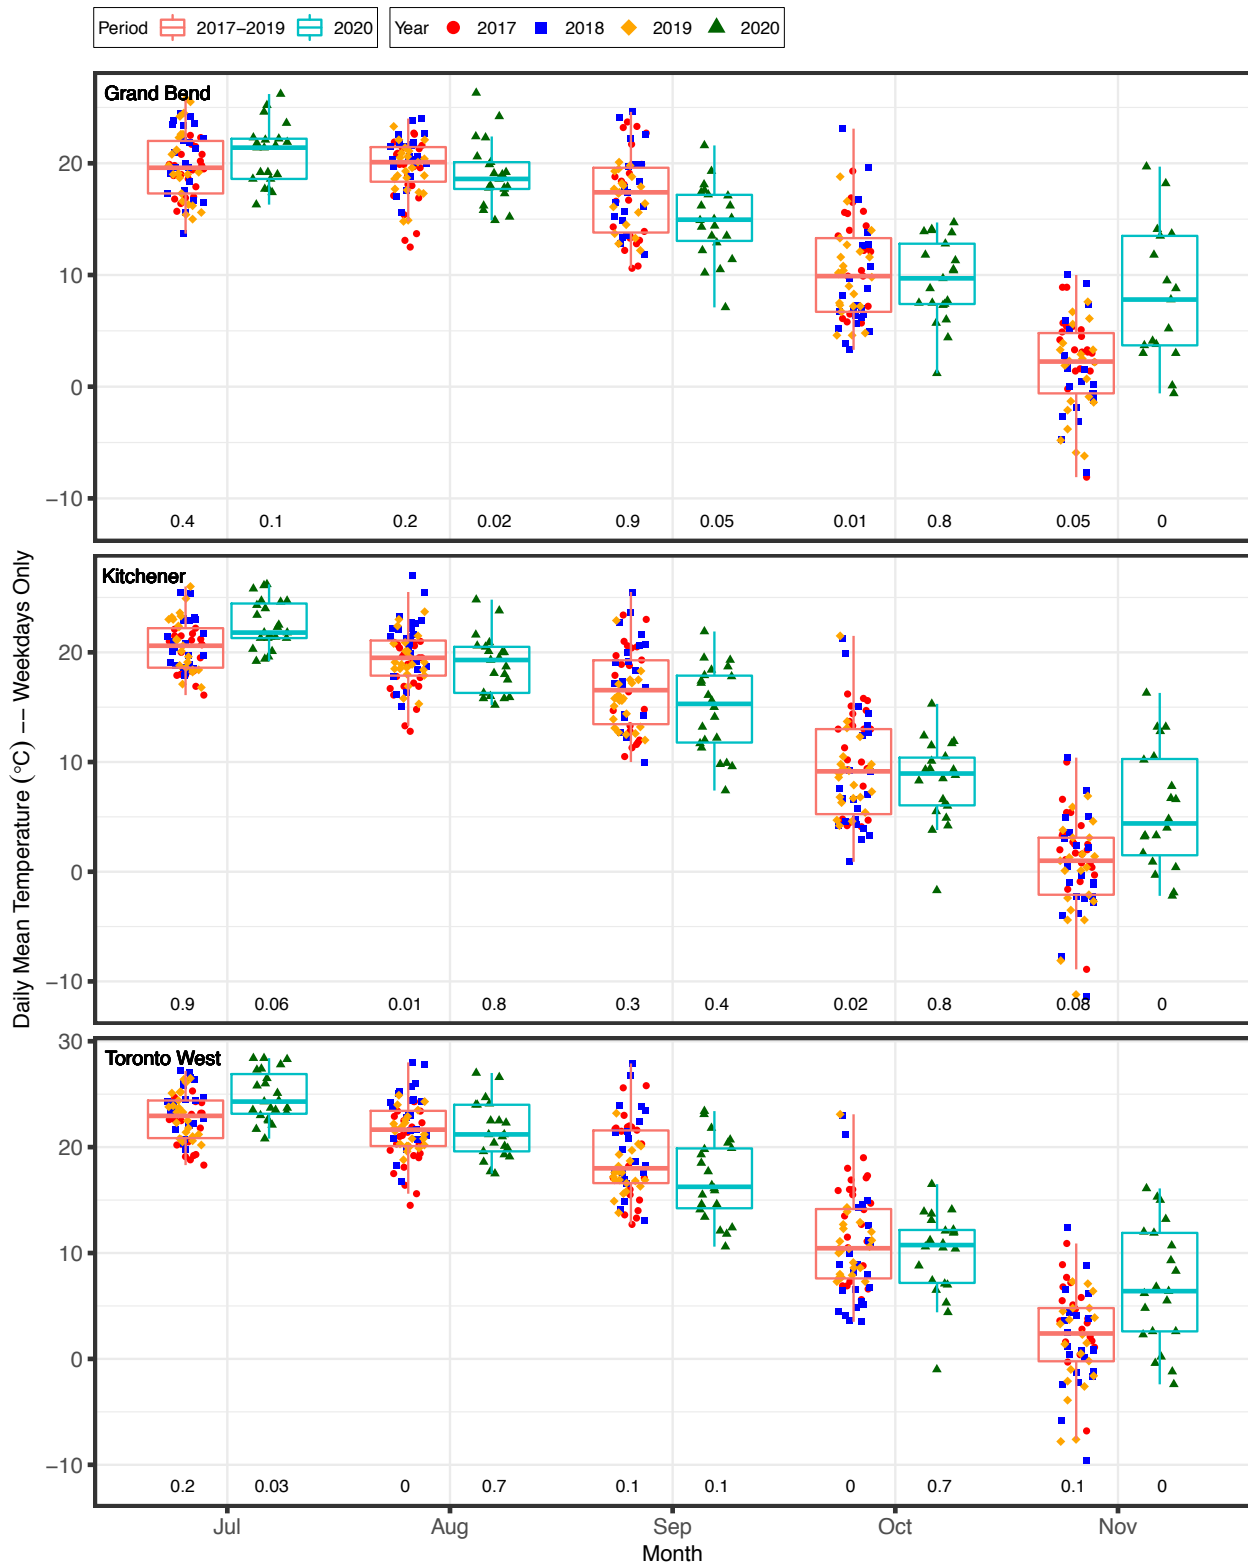 Period 2017−2019 2020 Year 2017 2018 2019 2020
Grand Bend
20
10
0
−10
0.4 0.1 0.2 0.02 0.9 0.05 0.01 0.8 0.05 0
Kitchener
20
10
0
−10
0.9 0.06 0.01 0.8 0.3 0.4 0.02 0.8 0.08 0
Toronto West
30
20
10
0
−10
0.2 0.03 0 0.7 0.1 0.1 0 0.7 0.1 0
Jul Aug Sep Oct Nov
Month
Daily Mean Temperature (°C) −− Weekdays Only